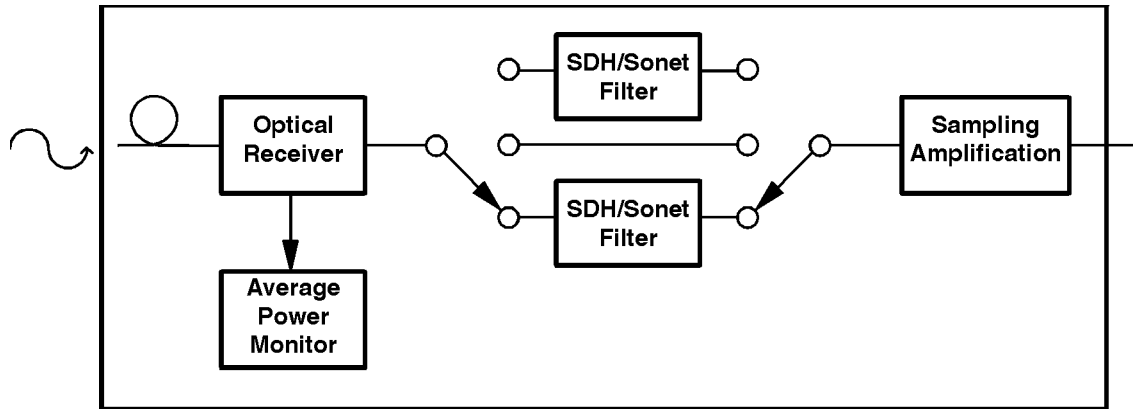 SDH/Sonet
Filter
Optical
Receiver
Sampling
Amplification
SDH/Sonet
Filter
Average
Power
Monitor